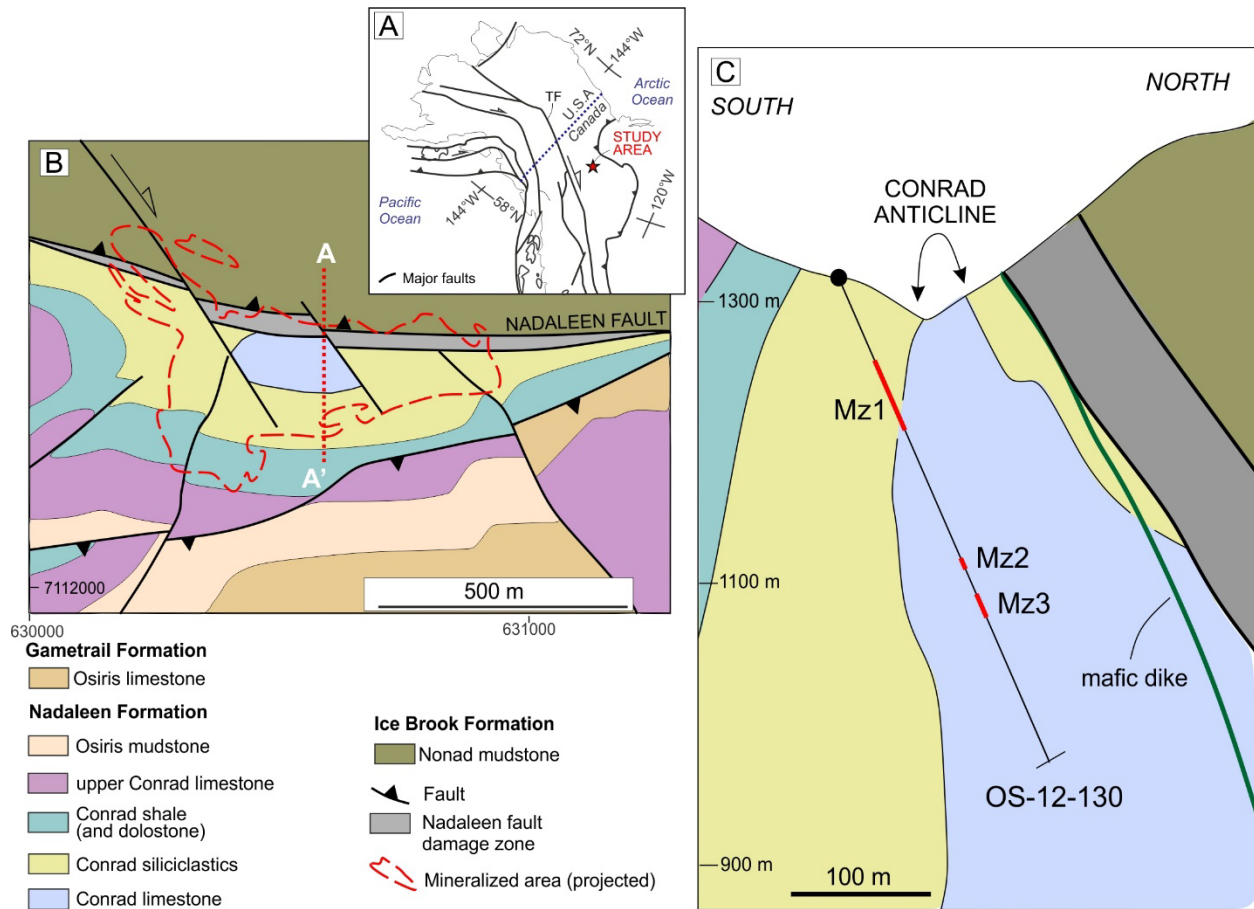 A
72°N
144°W
Arctic
Ocean
TF
U.S.A
Canada
STUDY
AREA
Pacific
Ocean
144°W
58°N
120°W
Major faults
B
A
NADALEEN FAULT
A'
7112000
500 m
630000
631000
C
SOUTH
NORTH
CONRAD
ANTICLINE
1300 m
Mz1
1100 m
Mz2
Mz3
mafic dike
OS-12-130
900 m
100 m
Gametrail Formation
Osiris limestone
Nadaleen Formation
Osiris mudstone
upper Conrad limestone
Conrad shale
(and dolostone)
Conrad siliciclastics
Conrad limestone
Ice Brook Formation
Nonad mudstone
Fault
Nadaleen fault
damage zone
Mineralized area (projected)